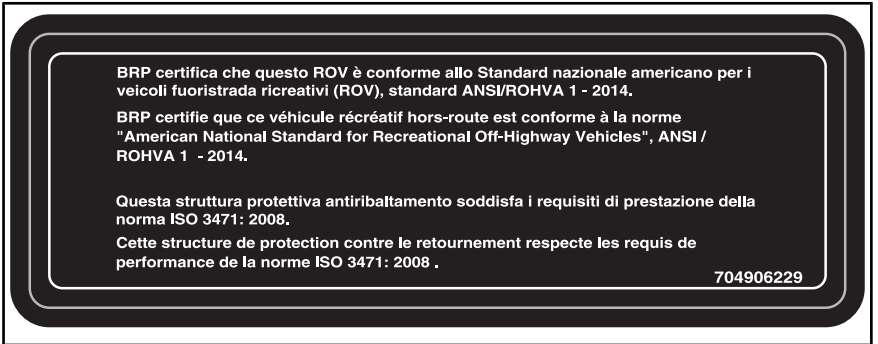 BRP certifica che questo ROV è conforme allo Standard nazionale americano per i
veicoli fuoristrada ricreativi (ROV), standard ANSI/ROHVA 1 - 2014.
BRP certifie que ce véhicule récréatif hors-route est conforme à la norme
"American National Standard for Recreational Off-Highway Vehicles", ANSI /
ROHVA 1 - 2014.
Questa struttura protettiva antiribaltamento soddisfa i requisiti di prestazione della
norma ISO 3471: 2008.
Cette structure de protection contre le retournement respecte les requis de
performance de la norme ISO 3471: 2008 .
704906229